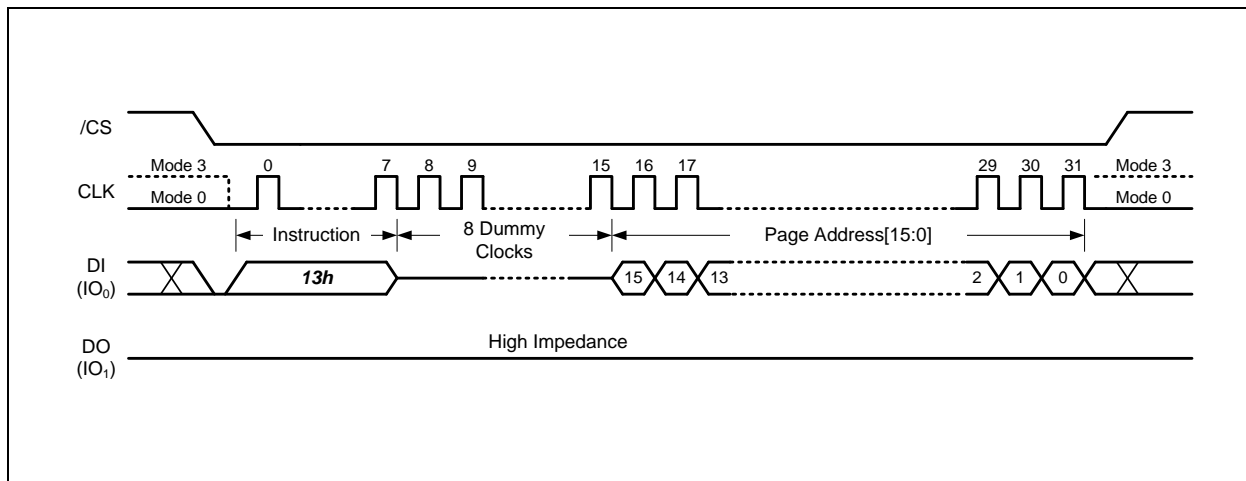 /CS
Mode 3 0 7 8 9 15 16 17 29 30 31 Mode 3
CLK
Mode 0 Mode 0
Instruction 8 Dummy Clocks Page Address[15:0]
DI
(IO₀)
13h 15 14 13 2 1 0
DO
(IO₁)
High Impedance